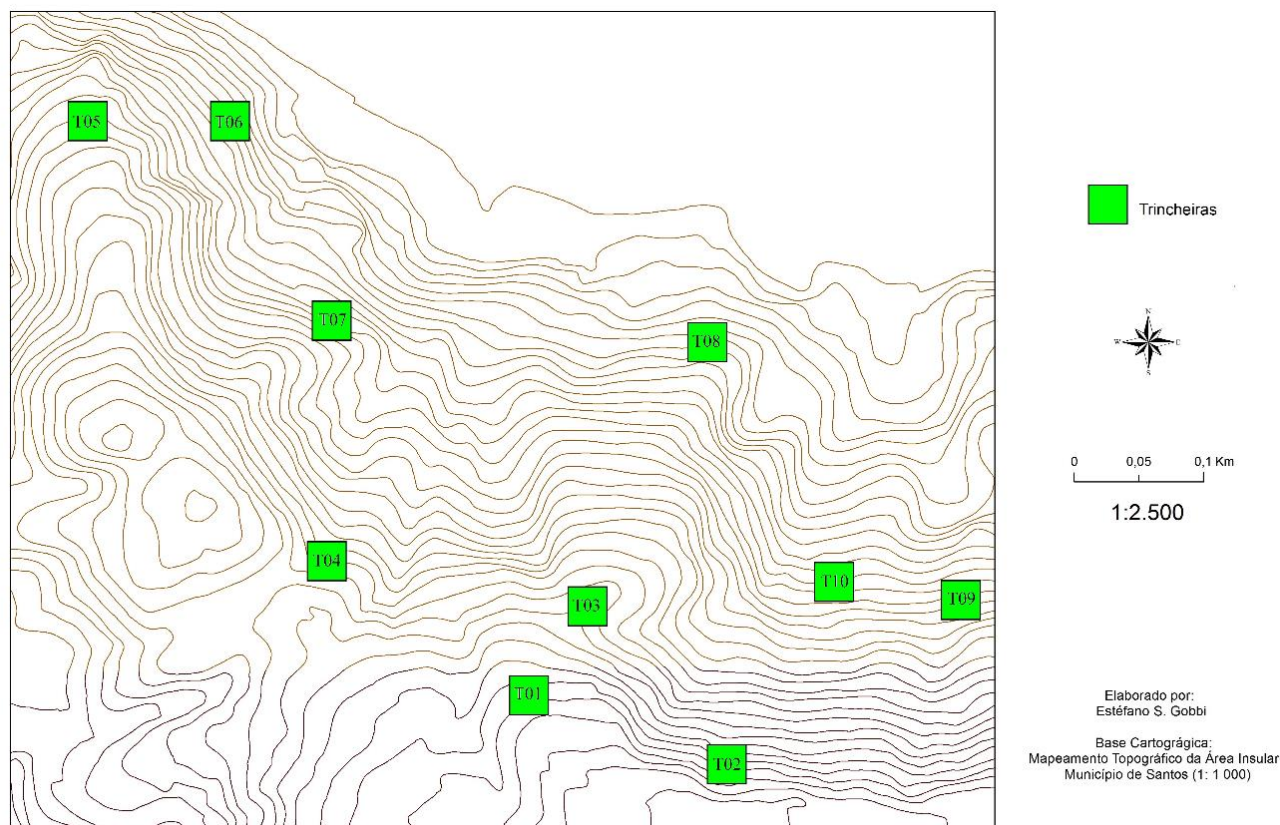 T05
T06
T07
T08
T04
T03
T10
T09
T01
T02
Trincheiras
N
W
E
S
0
0,05
0,1 Km
1:2.500
Elaborado por:
Estéfano S. Gobbi
Base Cartográgica:
Mapeamento Topográfico da Área Insular
Município de Santos (1: 1 000)